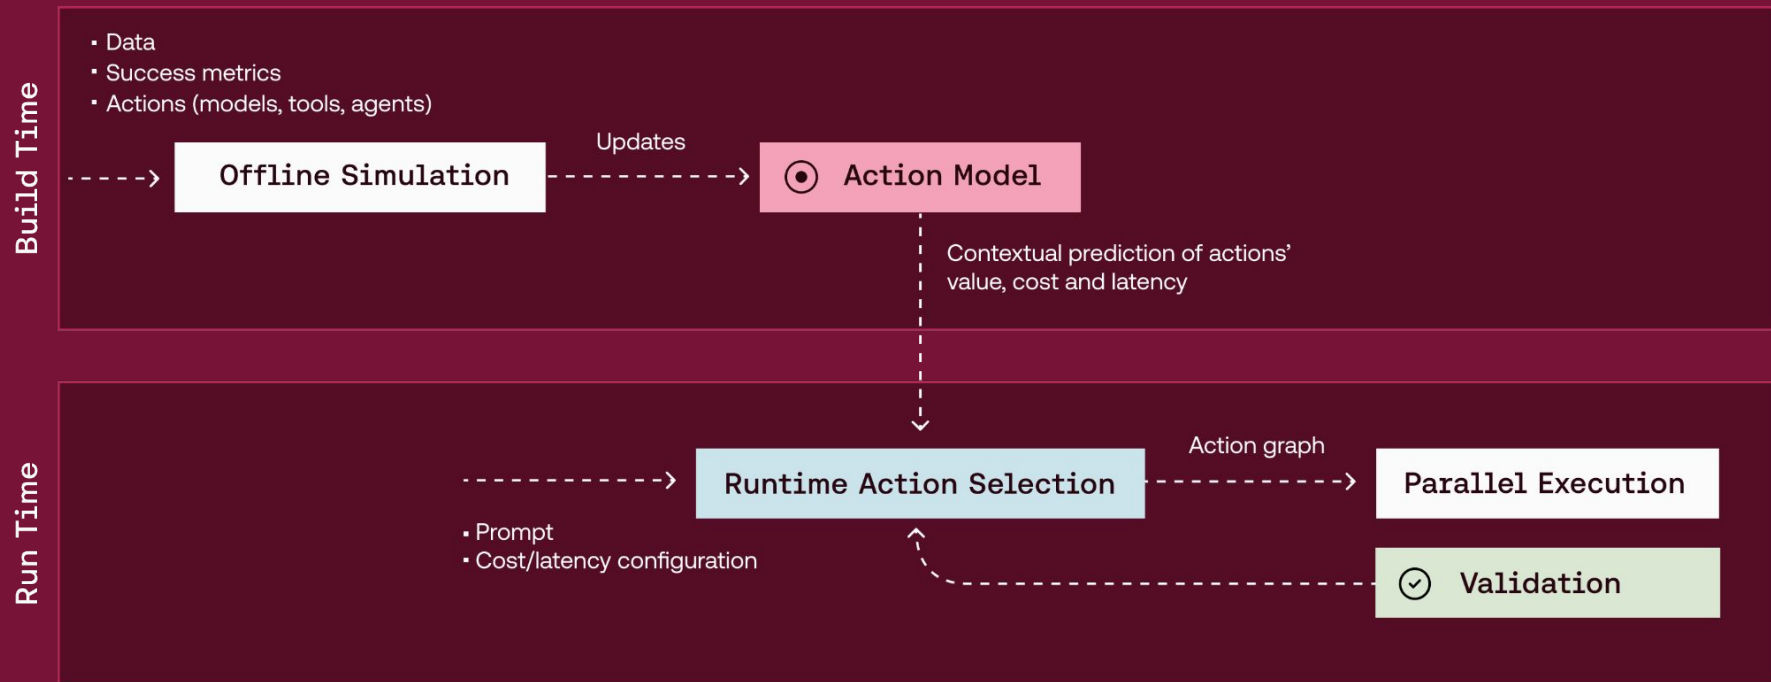 Build Time
▪ Data
▪ Success metrics
▪ Actions (models, tools, agents)
Offline Simulation
Updates
Action Model
Contextual prediction of actions’
value, cost and latency
Run Time
Runtime Action Selection
Action graph
Parallel Execution
▪ Prompt
▪ Cost/latency configuration
Validation